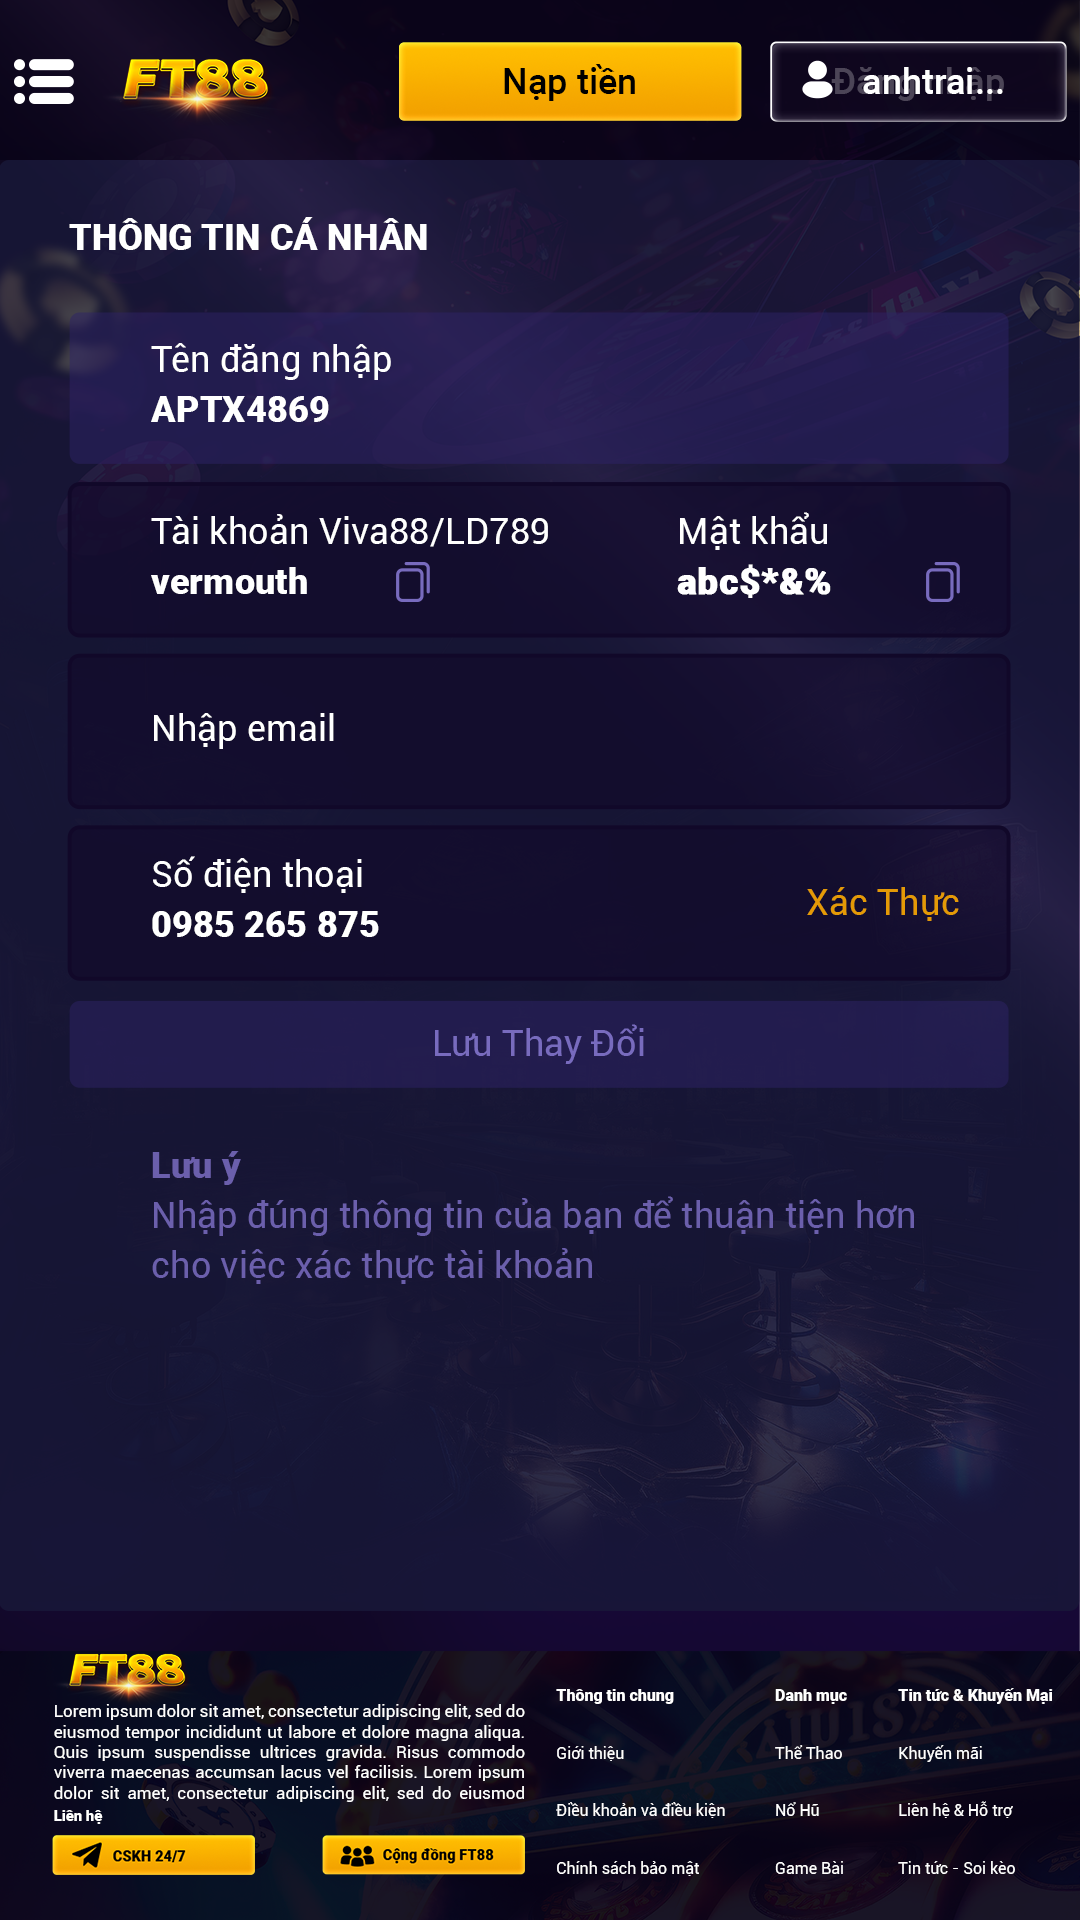 FT88
Nạp tiền
Đăng nhập
anhtrai...
THÔNG TIN CÁ NHÂN
Tên đăng nhập
APTX4869
Tài khoản Viva88/LD789
Mật khẩu
vermouth
abc$*&%
Nhập email
Số điện thoại
0985 265 875
Xác Thực
Lưu Thay Đổi
Lưu ý
Nhập đúng thông tin của bạn để thuận tiện hơn
cho việc xác thực tài khoản
FT88
Lorem ipsum dolor sit amet, consectetur adipiscing elit, sed do
eiusmod tempor incididunt ut labore et dolore magna aliqua.
Quis ipsum suspendisse ultrices gravida. Risus commodo
viverra maecenas accumsan lacus vel facilisis. Lorem ipsum
dolor sit amet, consectetur adipiscing elit, sed do eiusmod
Liên hệ
CSKH 24/7
Cộng đồng FT88
Thông tin chung
Giới thiệu
Điều khoản và điều kiện
Chính sách bảo mật
Danh mục
Thể Thao
Nổ Hũ
Game Bài
Tin tức & Khuyến Mại
Khuyến mãi
Liên hệ & Hỗ trợ
Tin tức - Soi kèo